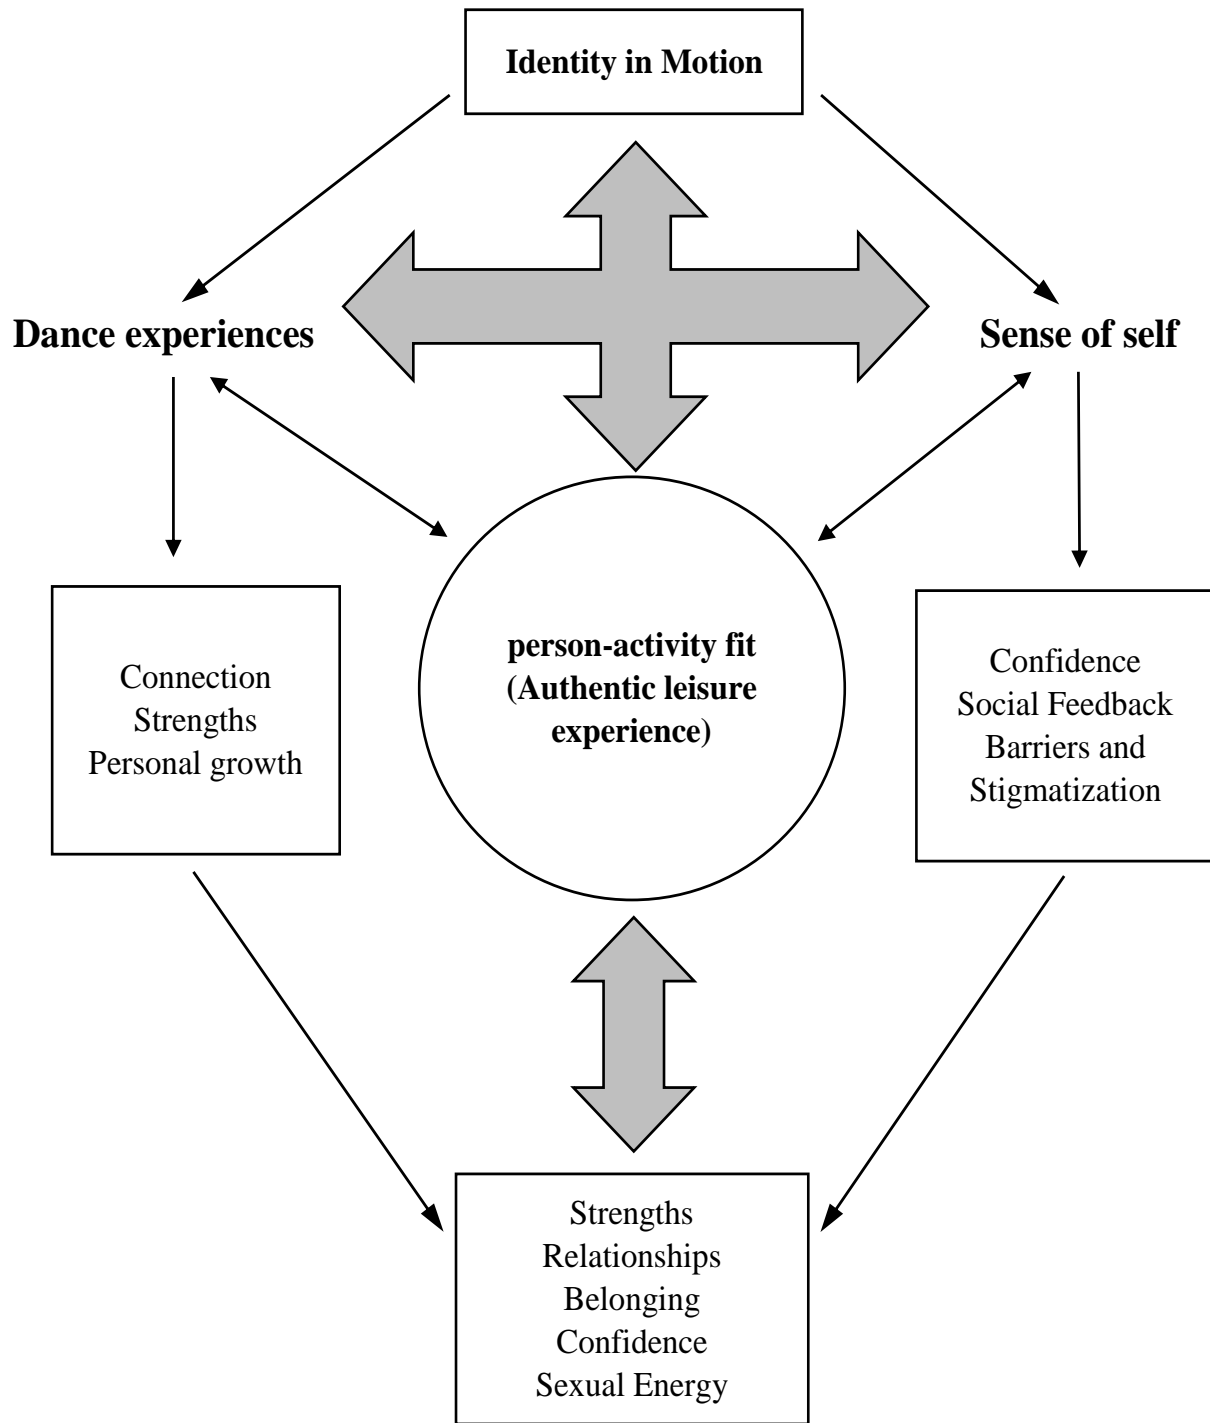 Identity in Motion
Dance experiences
Sense of self
Connection
Strengths
Personal growth
person-activity fit
(Authentic leisure
experience)
Confidence
Social Feedback
Barriers and
Stigmatization
Strengths
Relationships
Belonging
Confidence
Sexual Energy